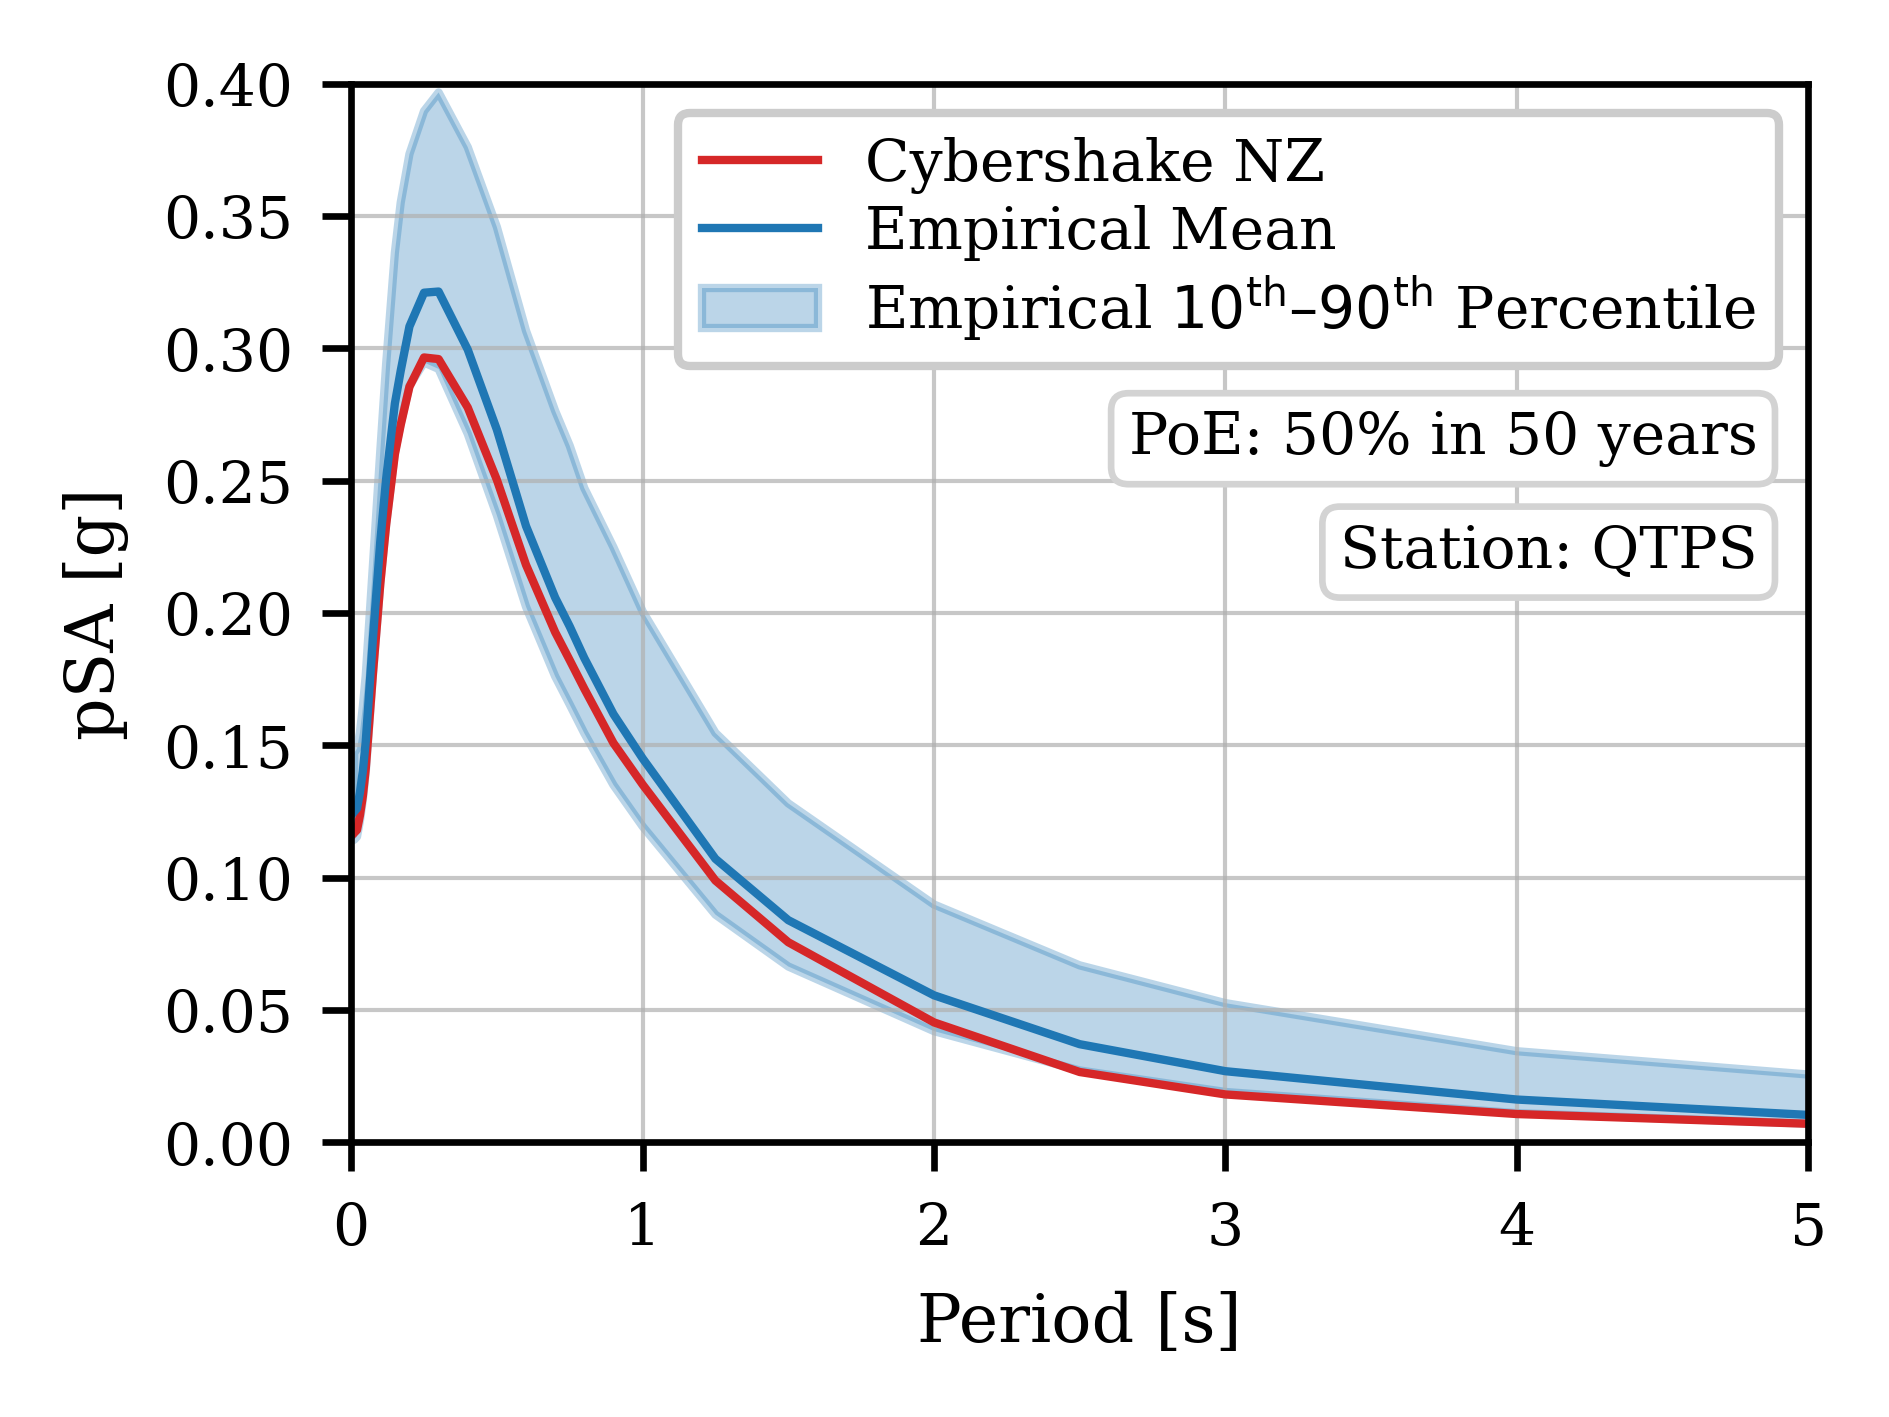 0.40
0.35
0.30
0.25
0.20
0.15
0.10
0.05
0.00
pSA [g]
Cybershake NZ
Empirical Mean
Empirical 10th–90th Percentile
PoE: 50% in 50 years
Station: QTPS
0 1 2 3 4 5
Period [s]